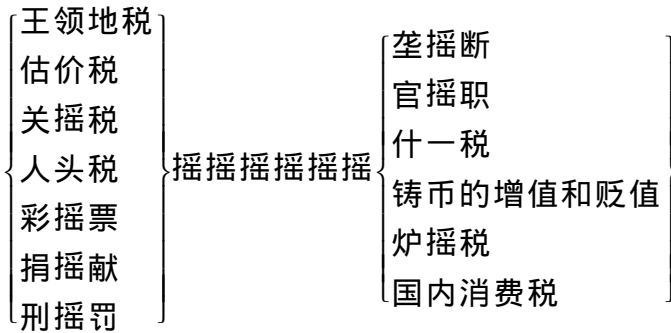 王领地税
估价税
关摇税
人头税
彩摇票
捐摇献
刑摇罚
摇摇摇摇摇摇
垄摇断
官摇职
什一税
铸币的增值和贬值
炉摇税
国内消费税